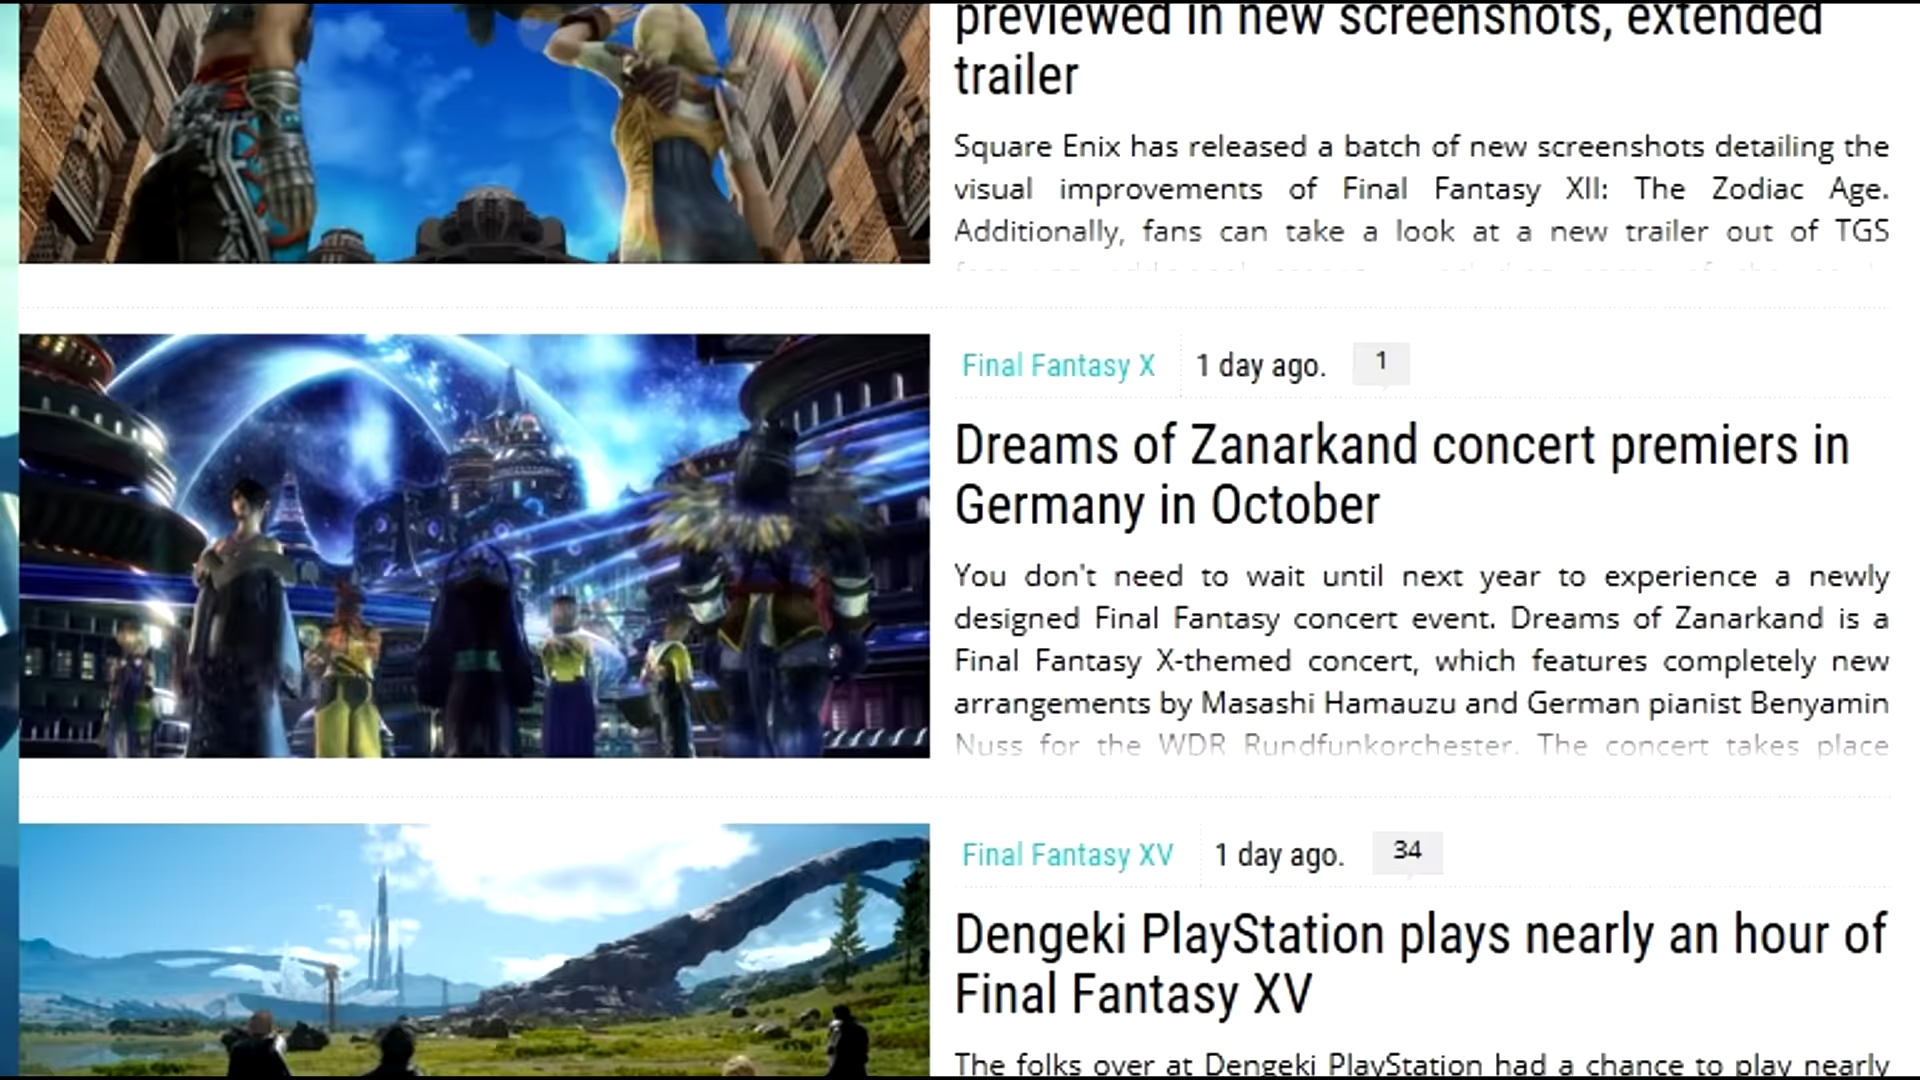 previewed in new screenshots, extended
trailer
Square Enix has released a batch of new screenshots detailing the
visual improvements of Final Fantasy XII: The Zodiac Age.
Additionally, fans can take a look at a new trailer out of TGS
Final Fantasy X 1 day ago. 1
Dreams of Zanarkand concert premiers in
Germany in October
You don't need to wait until next year to experience a newly
designed Final Fantasy concert event. Dreams of Zanarkand is a
Final Fantasy X-themed concert, which features completely new
arrangements by Masashi Hamauzu and German pianist Benyamin
Nuss for the WDR Rundfunkorchester. The concert takes place
Final Fantasy XV 1 day ago. 34
Dengeki PlayStation plays nearly an hour of
Final Fantasy XV
The folks over at Dengeki PlayStation had a chance to play nearly